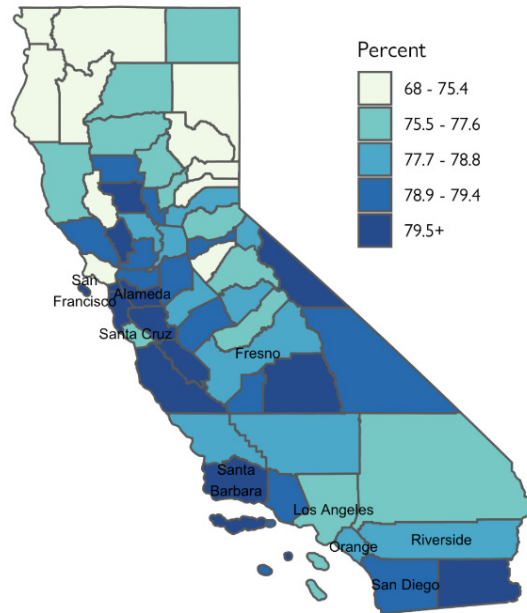 Percent
68 - 75.4
75.5 - 77.6
77.7 - 78.8
78.9 - 79.4
79.5+
San
Francisco
Alameda
Santa Cruz
Fresno
Santa
Barbara
Los Angeles
Orange
Riverside
San Diego